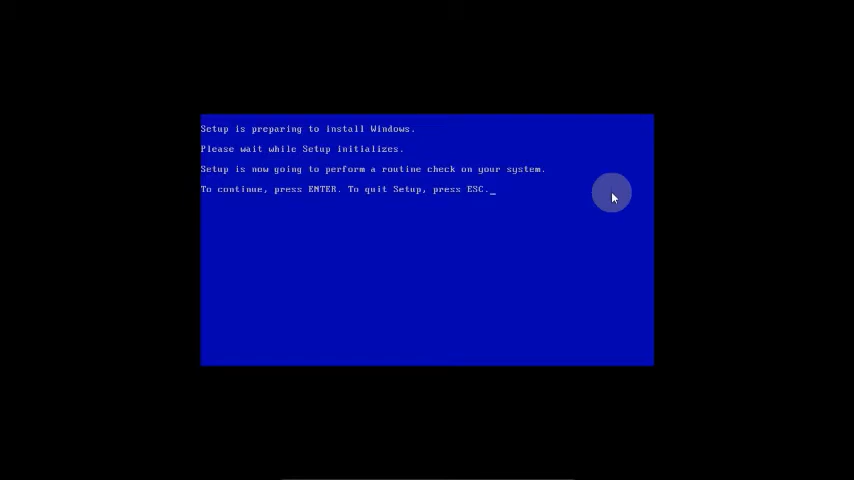 Setup is preparing to install Windows.
Please wait while Setup initializes.
Setup is now going to perform a routine check on your system.
To continue, press ENTER. To quit Setup, press ESC._